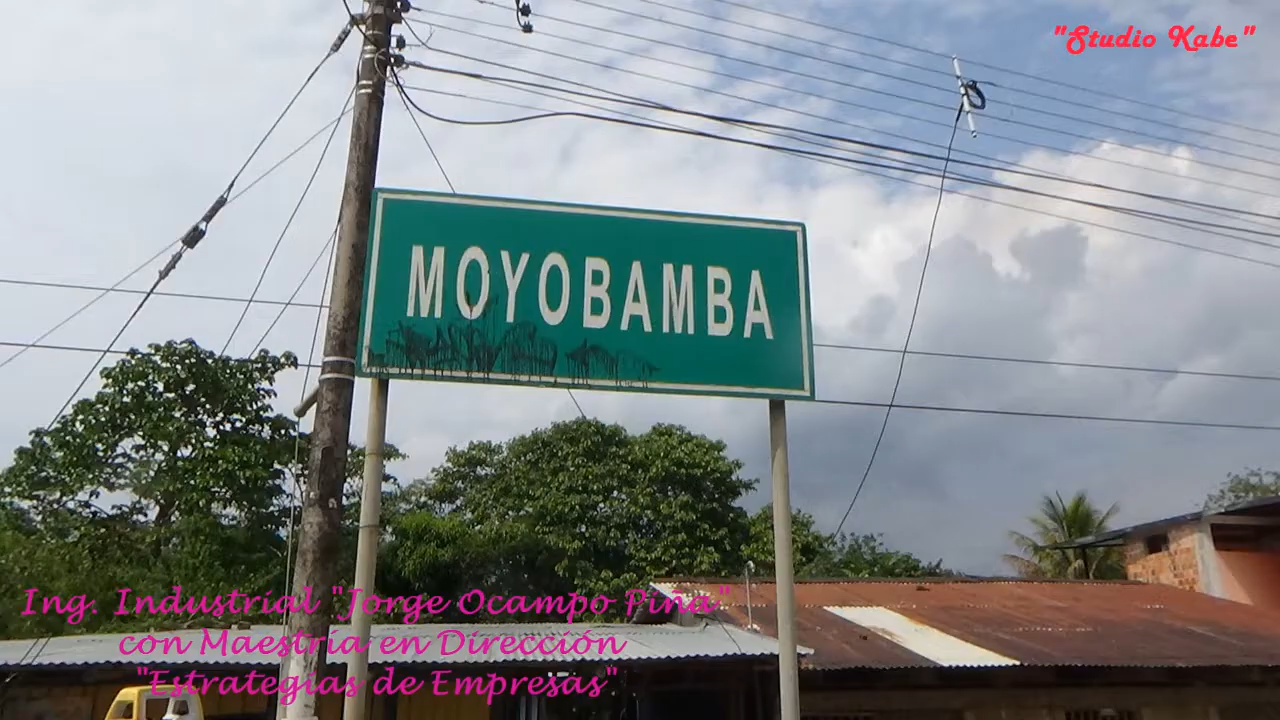 "Studio Kabe"
MOYOBAMBA
Ing. Industrial "Jorge Ocampo Piña"
con Maestría en Dirección
"Estrategias de Empresas"